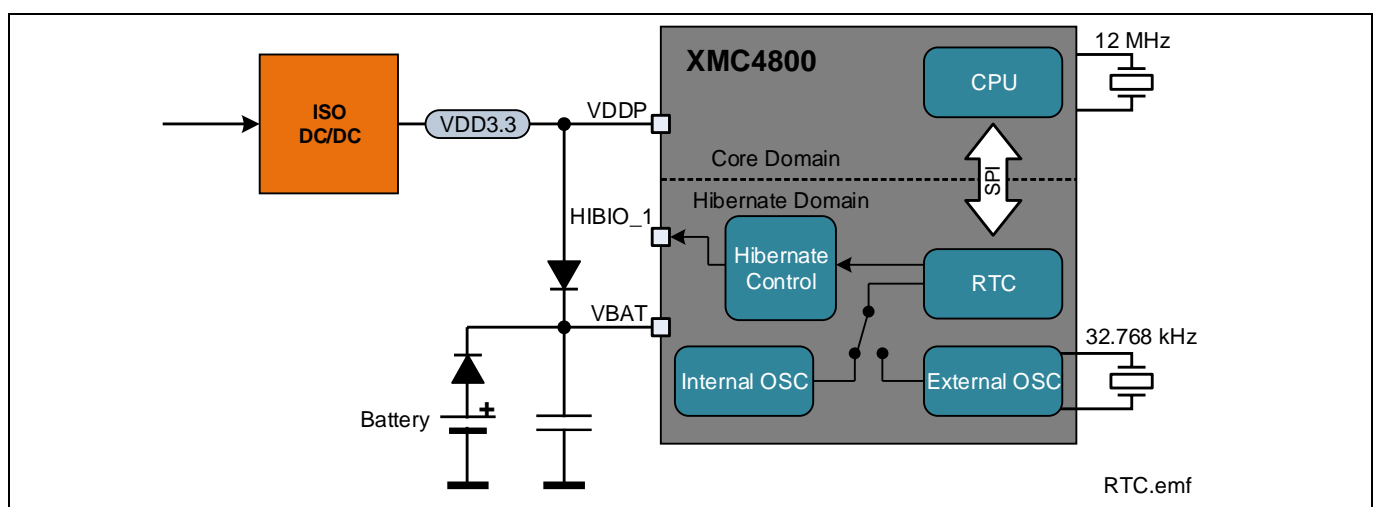 XMC4800
12 MHz
CPU
ISO
DC/DC
VDD3.3
VDDP
Core Domain
SPI
Hibernate Domain
HIBIO_1
Hibernate
Control
RTC
VBAT
32.768 kHz
Internal OSC
External OSC
+
Battery
RTC.emf